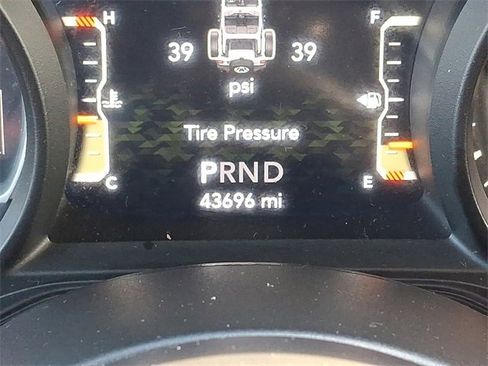 H F
39 39
psi
Tire Pressure
C PRND E
43696 mi